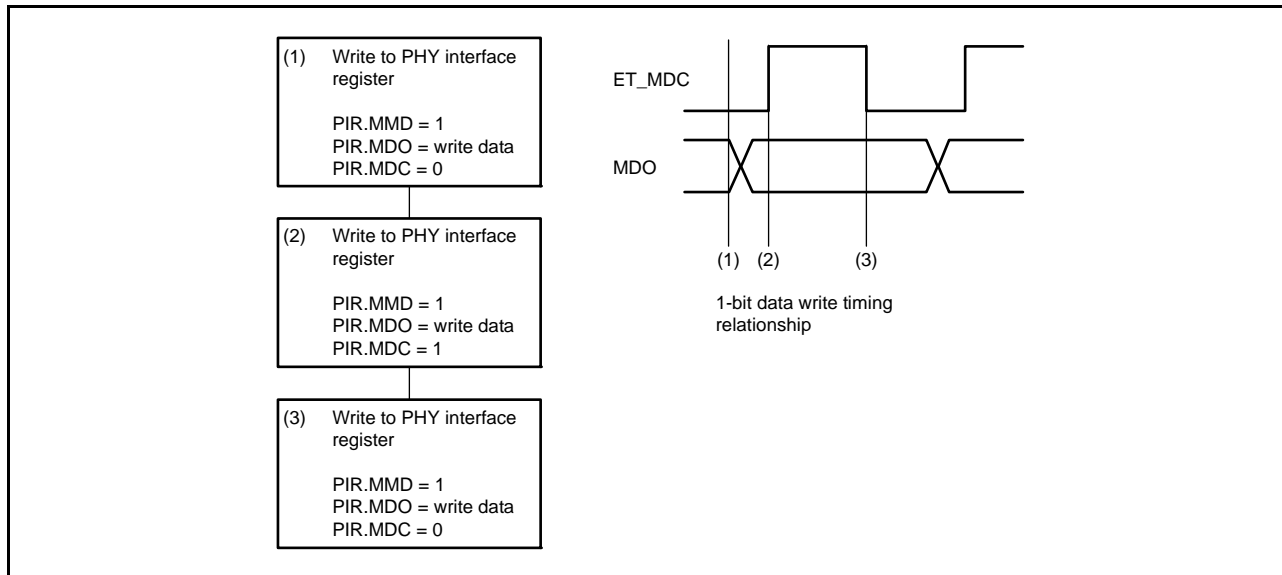 (1) Write to PHY interface
register
PIR.MMD = 1
PIR.MDO = write data
PIR.MDC = 0
(2) Write to PHY interface
register
PIR.MMD = 1
PIR.MDO = write data
PIR.MDC = 1
(3) Write to PHY interface
register
PIR.MMD = 1
PIR.MDO = write data
PIR.MDC = 0
ET_MDC
MDO
(1) (2) (3)
1-bit data write timing
relationship